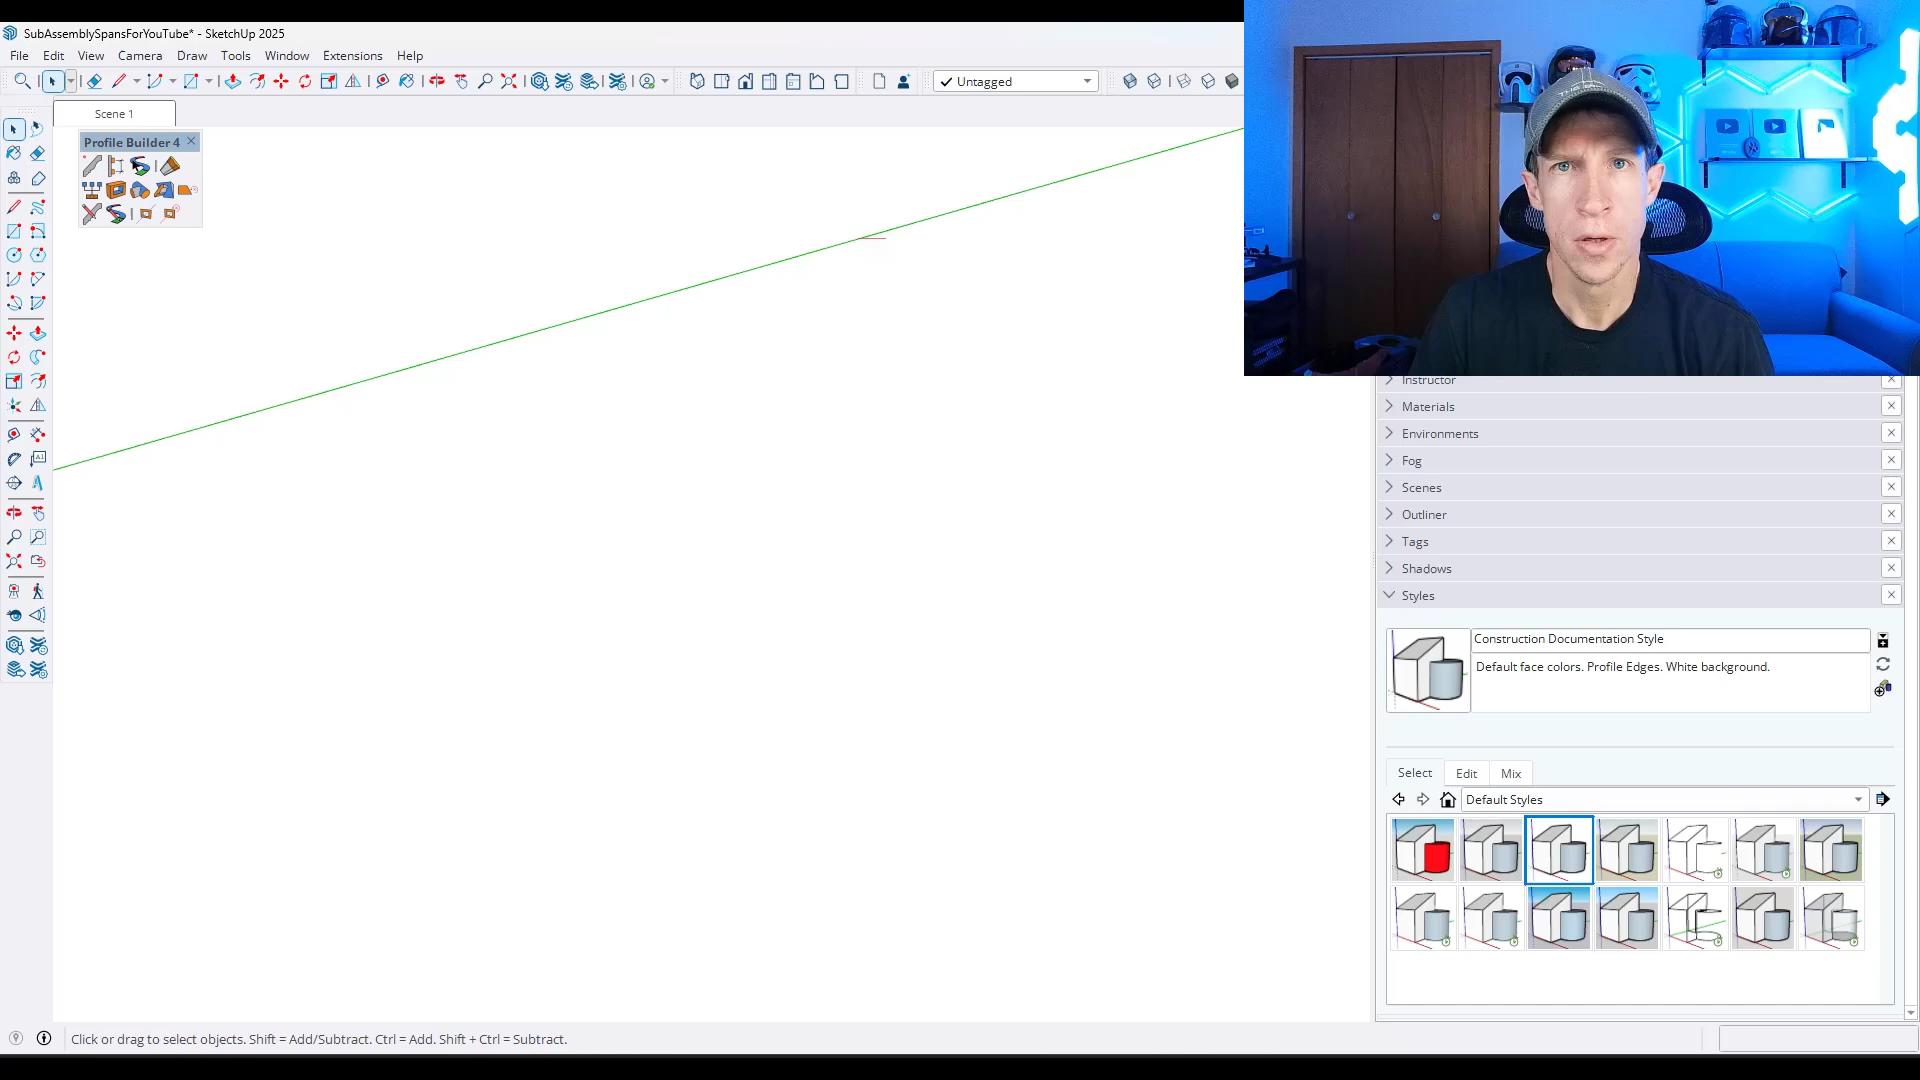 SubAssemblySpansForYouTube* - SketchUp 2025
File Edit View Camera Draw Tools Window Extensions Help
Untagged
Scene 1
Profile Builder 4
Instructor
Materials
Environments
Fog
Scenes
Outliner
Tags
Shadows
Styles
Construction Documentation Style
Default face colors. Profile Edges. White background.
Select Edit Mix
Default Styles
Click or drag to select objects. Shift = Add/Subtract. Ctrl = Add. Shift + Ctrl = Subtract.